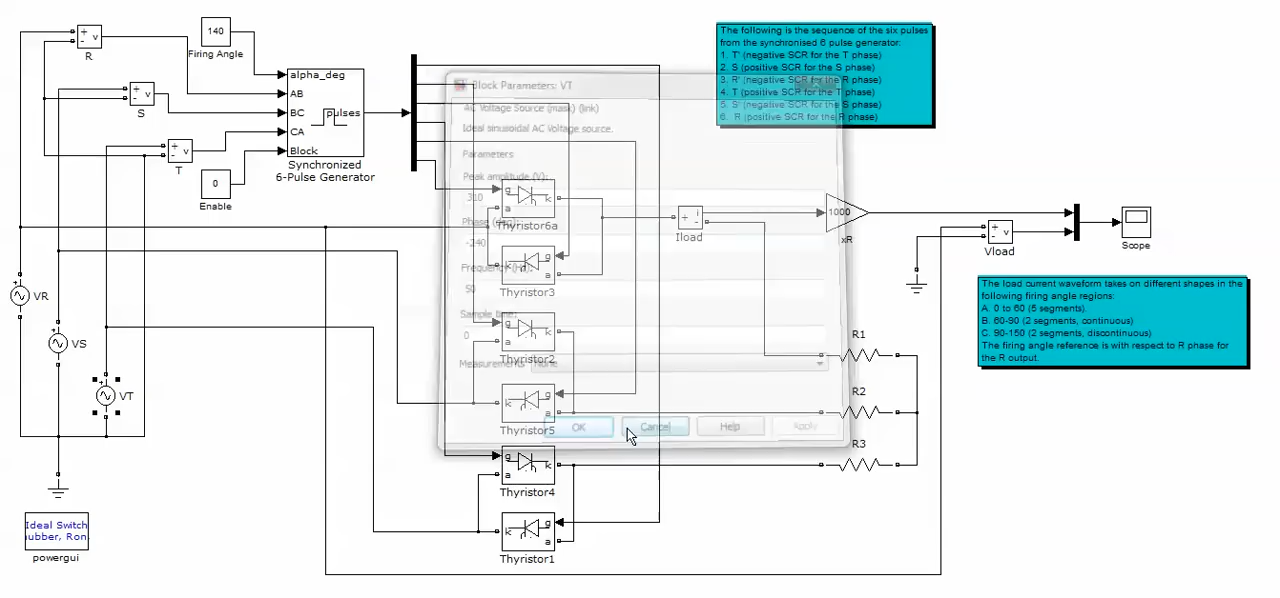 140
Firing Angle
R
S
T
alpha_deg
AB
BC
CA
Block
pulses
Synchronized
6-Pulse Generator
0
Enable
The following is the sequence of the six pulses
from the synchronised 6 pulse generator:
1. T' (negative SCR for the T phase)
2. S (positive SCR for the S phase)
3. R' (negative SCR for the R phase)
4. T (positive SCR for the T phase)
5. S' (negative SCR for the S phase)
6. R (positive SCR for the R phase)
Block Parameters: VT
AC Voltage Source (mask) (link)
Ideal sinusoidal AC Voltage source.
Parameters
Peak amplitude (V):
310
Phase (deg):
-240
Frequency (Hz):
50
Sample time:
0
Measurements None
OK
Cancel
Help
Apply
g
a
k
Thyristor6a
k
g
a
Thyristor3
g
a
k
Thyristor2
k
g
a
Thyristor5
g
a
k
Thyristor4
k
g
a
Thyristor1
+
-
i
Iload
1000
xR
+
-
v
Vload
Scope
The load current waveform takes on different shapes in the
following firing angle regions:
A. 0 to 60 (5 segments),
B. 60-90 (2 segments, continuous)
C. 90-150 (2 segments, discontinuous)
The firing angle reference is with respect to R phase for
the R output.
R1
R2
R3
VR
VS
VT
Ideal Switch
ubber, Ron,
powergui